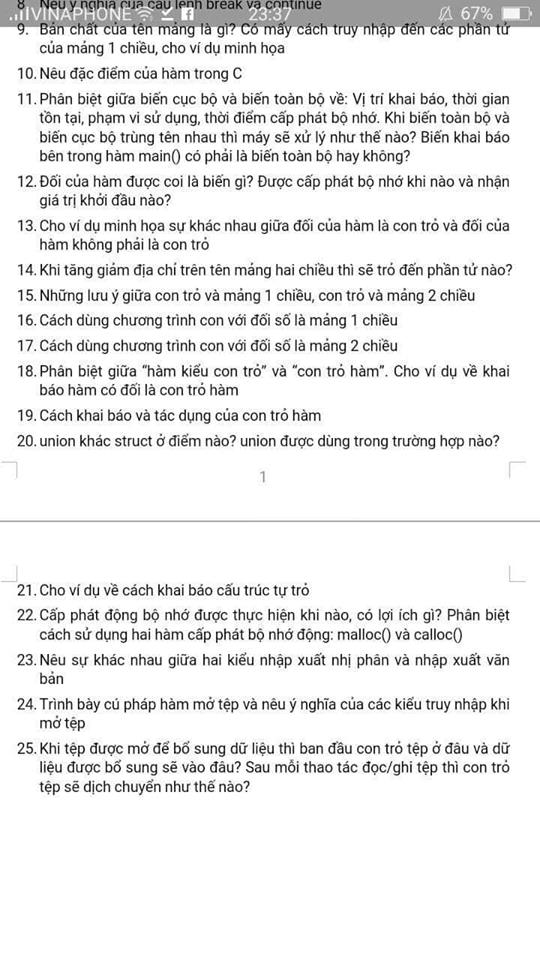 8 Nêu ý nghĩa của câu lệnh break và continue
VINAPHONE 23:37 67%
9. Bản chất của tên mảng là gì? Có mấy cách truy nhập đến các phần tử
của mảng 1 chiều, cho ví dụ minh họa
10. Nêu đặc điểm của hàm trong C
11. Phân biệt giữa biến cục bộ và biến toàn bộ về: Vị trí khai báo, thời gian
tồn tại, phạm vi sử dụng, thời điểm cấp phát bộ nhớ. Khi biến toàn bộ và
biến cục bộ trùng tên nhau thì máy sẽ xử lý như thế nào? Biến khai báo
bên trong hàm main() có phải là biến toàn bộ hay không?
12. Đối của hàm được coi là biến gì? Được cấp phát bộ nhớ khi nào và nhận
giá trị khởi đầu nào?
13. Cho ví dụ minh họa sự khác nhau giữa đối của hàm là con trỏ và đối của
hàm không phải là con trỏ
14. Khi tăng giảm địa chỉ trên tên mảng hai chiều thì sẽ trỏ đến phần tử nào?
15. Những lưu ý giữa con trỏ và mảng 1 chiều, con trỏ và mảng 2 chiều
16. Cách dùng chương trình con với đối số là mảng 1 chiều
17. Cách dùng chương trình con với đối số là mảng 2 chiều
18. Phân biệt giữa “hàm kiểu con trỏ” và “con trỏ hàm”. Cho ví dụ về khai
báo hàm có đối là con trỏ hàm
19. Cách khai báo và tác dụng của con trỏ hàm
20. union khác struct ở điểm nào? union được dùng trong trường hợp nào?
1
21. Cho ví dụ về cách khai báo cấu trúc tự trỏ
22. Cấp phát động bộ nhớ được thực hiện khi nào, có lợi ích gì? Phân biệt
cách sử dụng hai hàm cấp phát bộ nhớ động: malloc() và calloc()
23. Nêu sự khác nhau giữa hai kiểu nhập xuất nhị phân và nhập xuất văn
bản
24. Trình bày cú pháp hàm mở tệp và nêu ý nghĩa của các kiểu truy nhập khi
mở tệp
25. Khi tệp được mở để bổ sung dữ liệu thì ban đầu con trỏ tệp ở đâu và dữ
liệu được bổ sung sẽ vào đâu? Sau mỗi thao tác đọc/ghi tệp thì con trỏ
tệp sẽ dịch chuyển như thế nào?